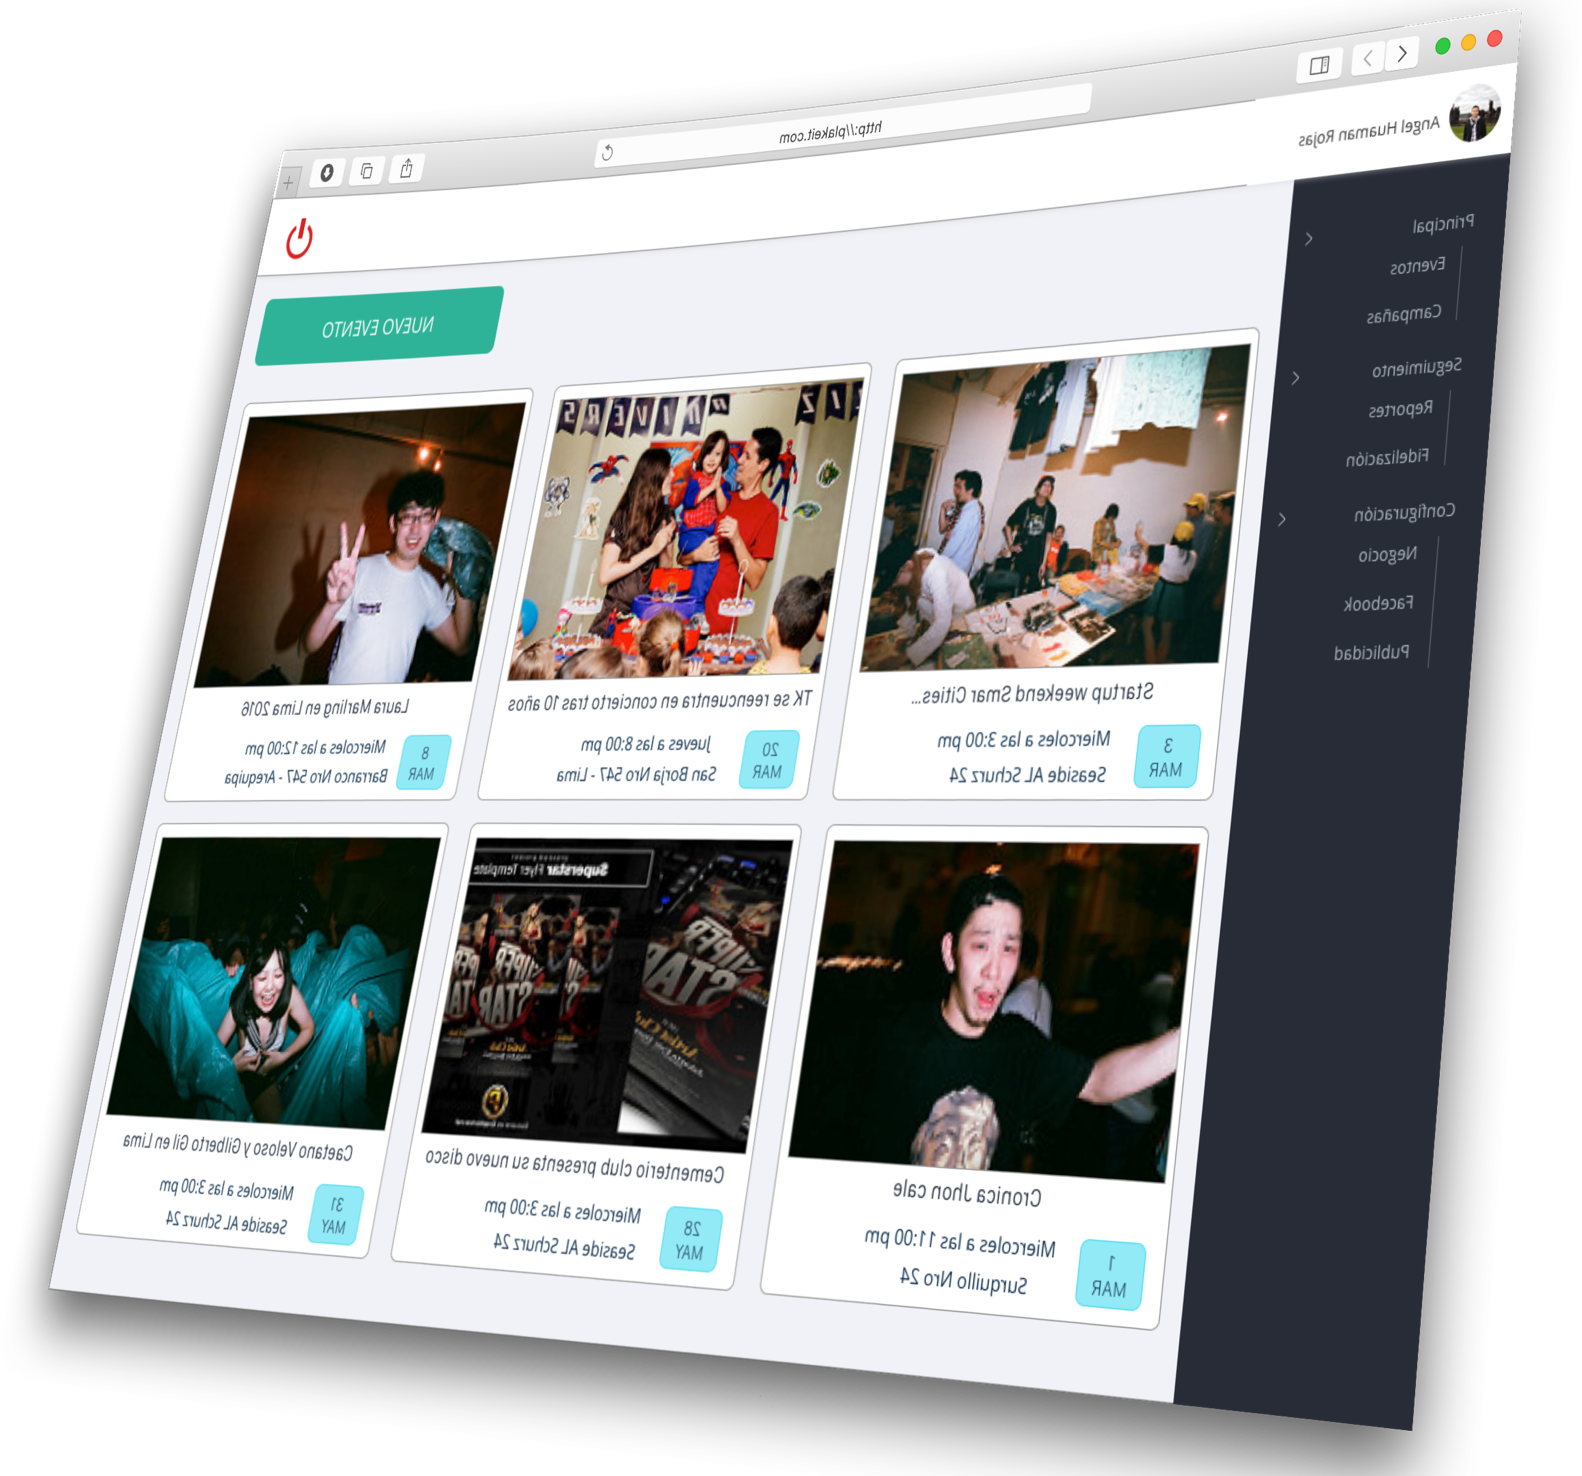 http://plakeit.com
Angel Huaman Rojas
Principal
Eventos
Campañas
Seguimiento
Reportes
Fidelización
Configuración
Negocio
Facebook
Publicidad
NUEVO EVENTO
Startup weekend Smar Cities...
3
MAR
Miercoles a las 3:00 pm
Seaside AL Schurz 24
TK se reencuentra en concierto tras 10 años
20
MAR
Jueves a las 8:00 pm
San Borja Nro 547 - Lima
Laura Marling en Lima 2016
8
MAR
Miercoles a las 12:00 pm
Barranco Nro 547 - Arequipa
Cronica Jhon cale
1
MAR
Miercoles a las 11:00 pm
Surquillo Nro 24
Superstar Flyer Template
SUPER
STAR
SUPER
STAR
Cementerio club presenta su nuevo disco
28
MAY
Miercoles a las 3:00 pm
Seaside AL Schurz 24
Caetano Veloso y Gilberto Gil en Lima
31
MAY
Miercoles a las 3:00 pm
Seaside AL Schurz 24